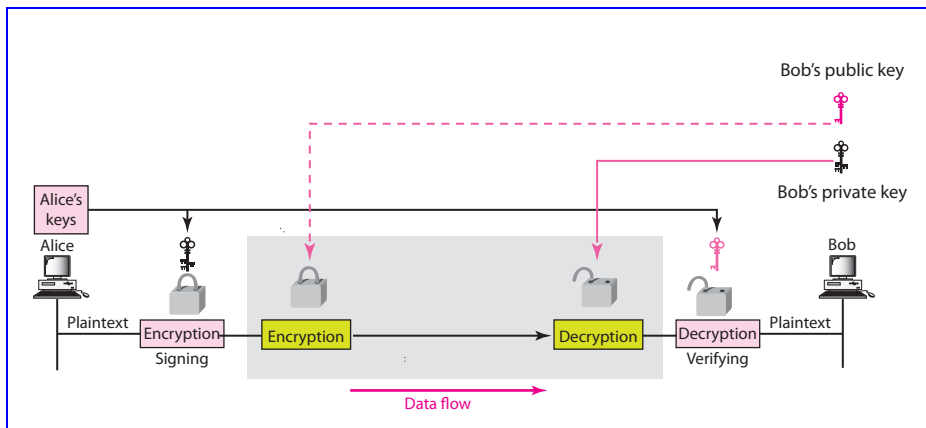 Bob's public key
Bob's private key
Alice's
keys
Alice
Bob
Plaintext
Encryption
Encryption
Decryption
Decryption
Plaintext
Signing
Verifying
Data flow